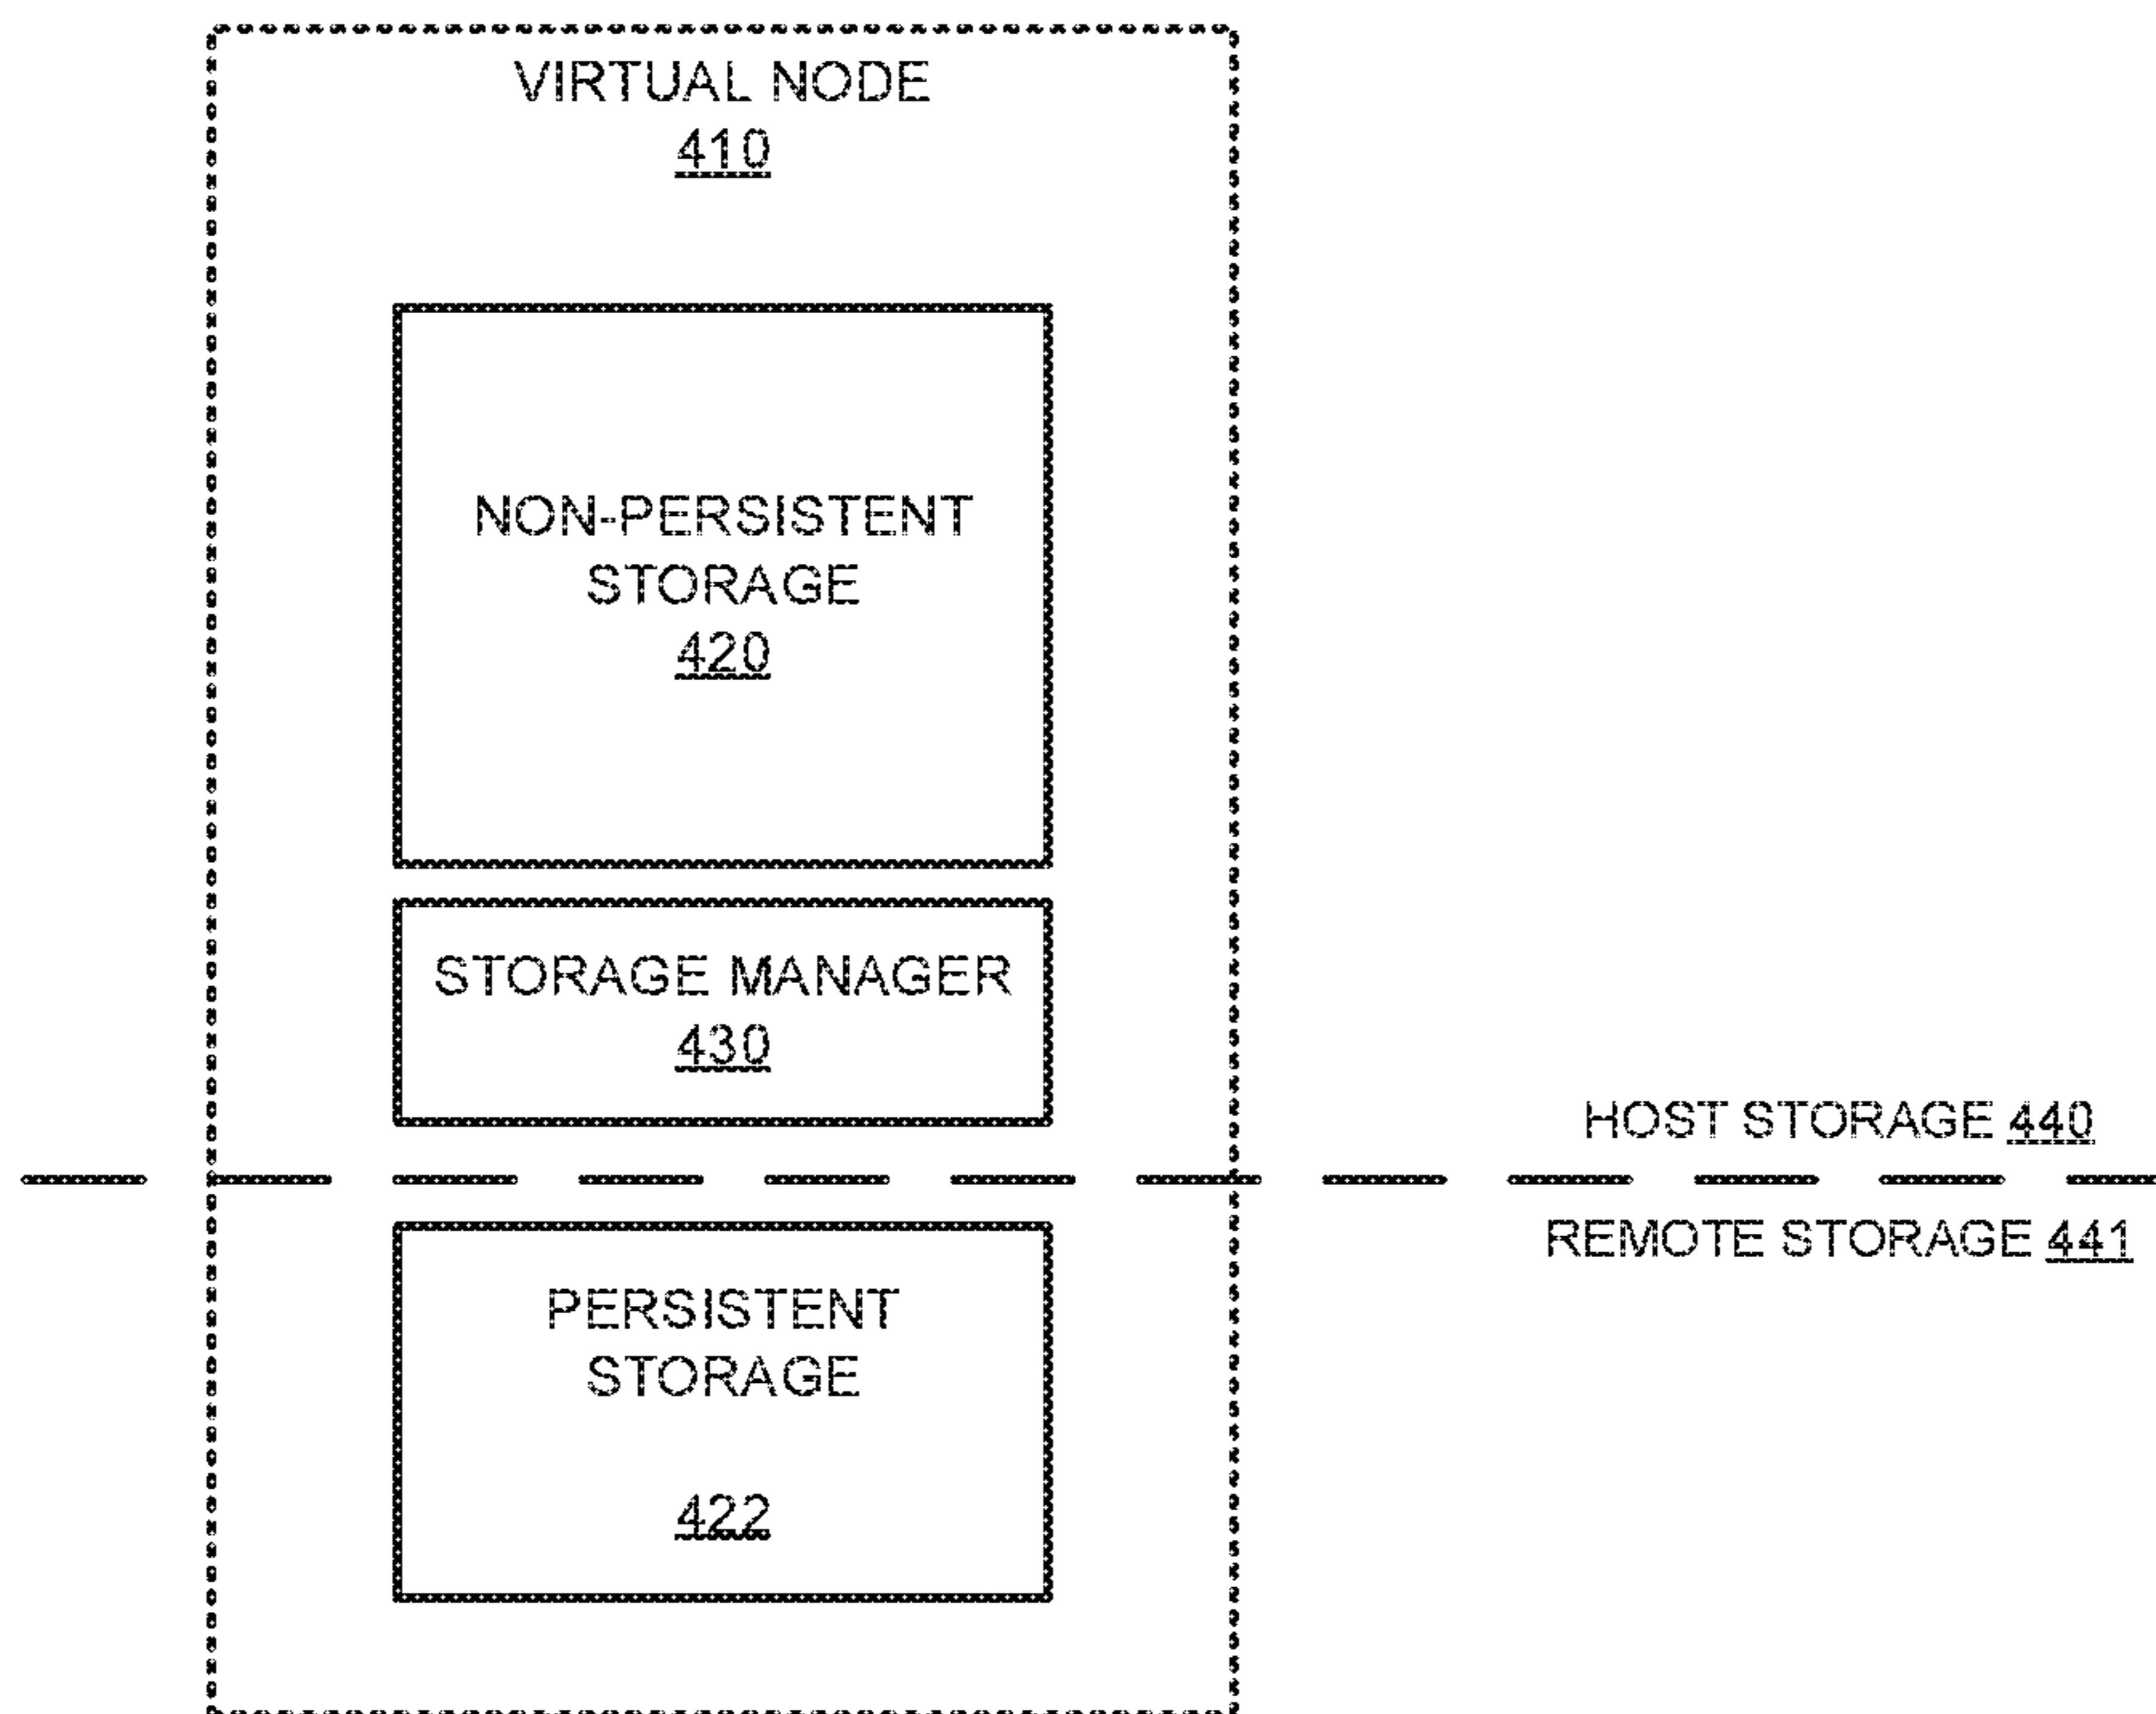 VIRTUAL NODE
410
NON-PERSISTENT
STORAGE
420
STORAGE MANAGER
430
HOST STORAGE 440
REMOTE STORAGE 441
PERSISTENT
STORAGE
422